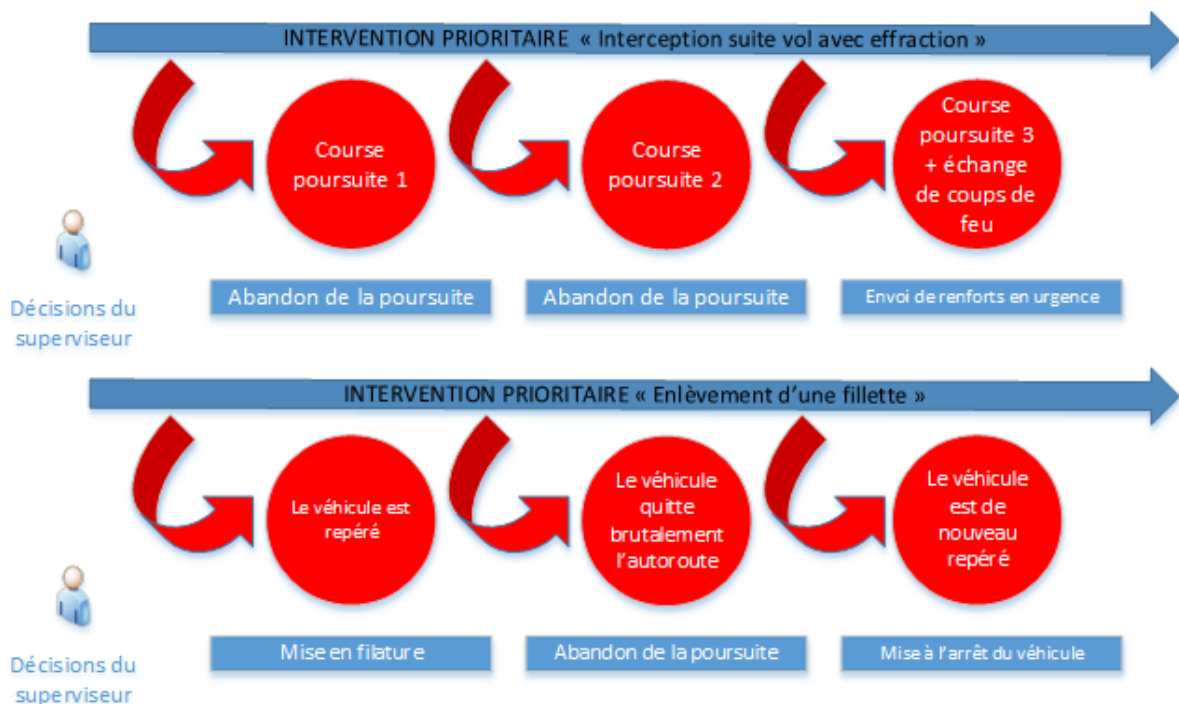 INTERVENTION PRIORITAIRE « Interception suite vol avec effraction »
Course
poursuite 1
Course
poursuite 2
Course
poursuite 3
+ échange
de coups de
feu
Décisions du
superviseur
Abandon de la poursuite
Abandon de la poursuite
Envoi de renforts en urgence
INTERVENTION PRIORITAIRE « Enlèvement d'une fillette »
Le véhicule est
repéré
Le véhicule
quitte
brutalement
l'autoroute
Le véhicule
est de
nouveau
repéré
Décisions du
superviseur
Mise en filature
Abandon de la poursuite
Mise à l'arrêt du véhicule